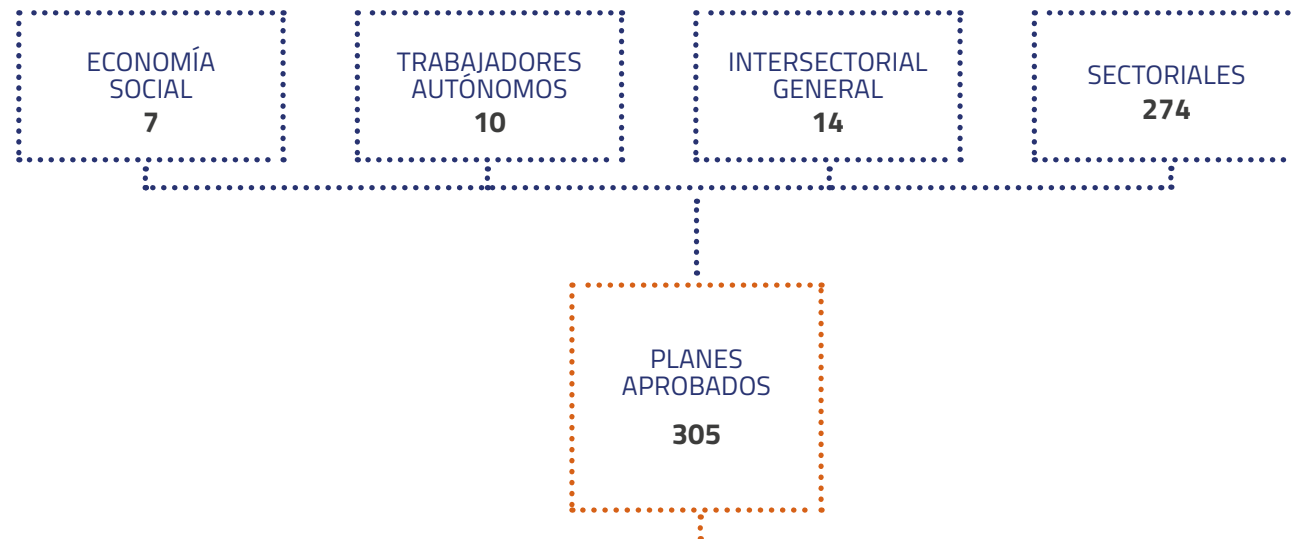 ECONOMÍA
SOCIAL
7
TRABAJADORES
AUTÓNOMOS
10
INTERSECTORIAL
GENERAL
14
SECTORIALES
274
PLANES
APROBADOS
305